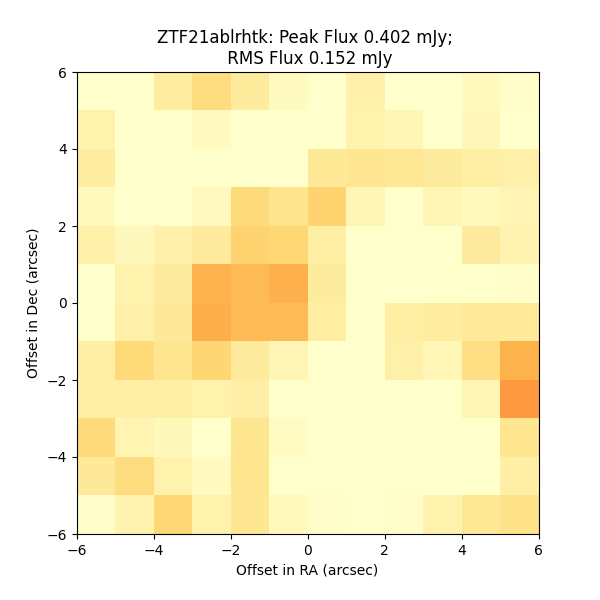 ZTF21ablrhtk: Peak Flux 0.402 mJy;
RMS Flux 0.152 mJy
6
4
2
0
−2
−4
−6
Offset in Dec (arcsec)
−6 −4 −2 0 2 4 6
Offset in RA (arcsec)